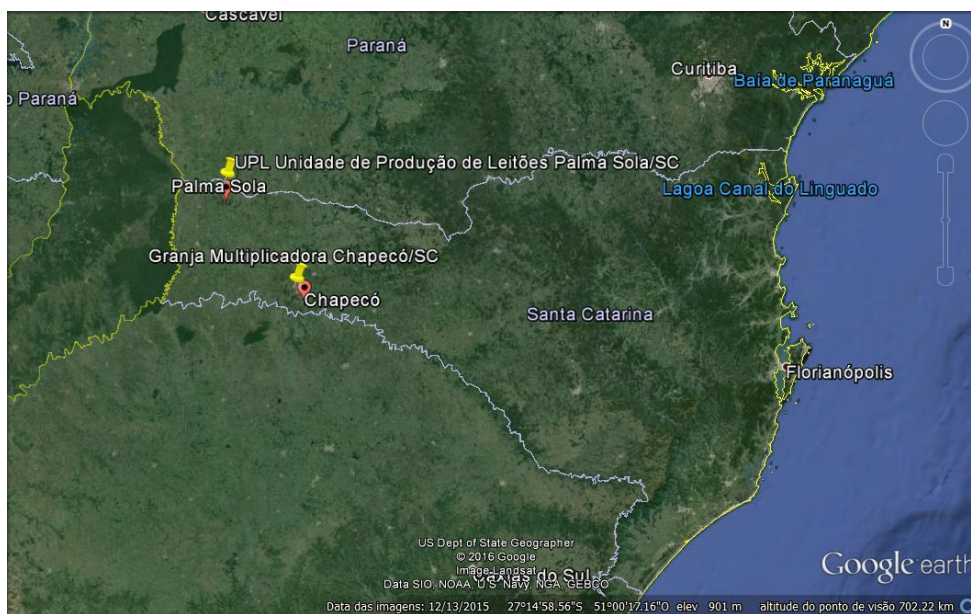 Cascavel
Paraná
N
Curitiba
Baía de Paranaguá
o Paraná
UPL Unidade de Produção de Leitões Palma Sola/SC
Palma Sola
Lagoa Canal do Linguado
Granja Multiplicadora Chapecó/SC
Chapecó
Santa Catarina
Florianópolis
US Dept of State Geographer
© 2016 Google
Image Landsat
Data SIO, NOAA, U.S. Navy, NGA, GEBCO
Caxias do Sul
Google earth
Data das imagens: 12/13/2015 27°14'58.56"S 51°00'17.16"O elev 901 m altitude do ponto de visão 702.22 km